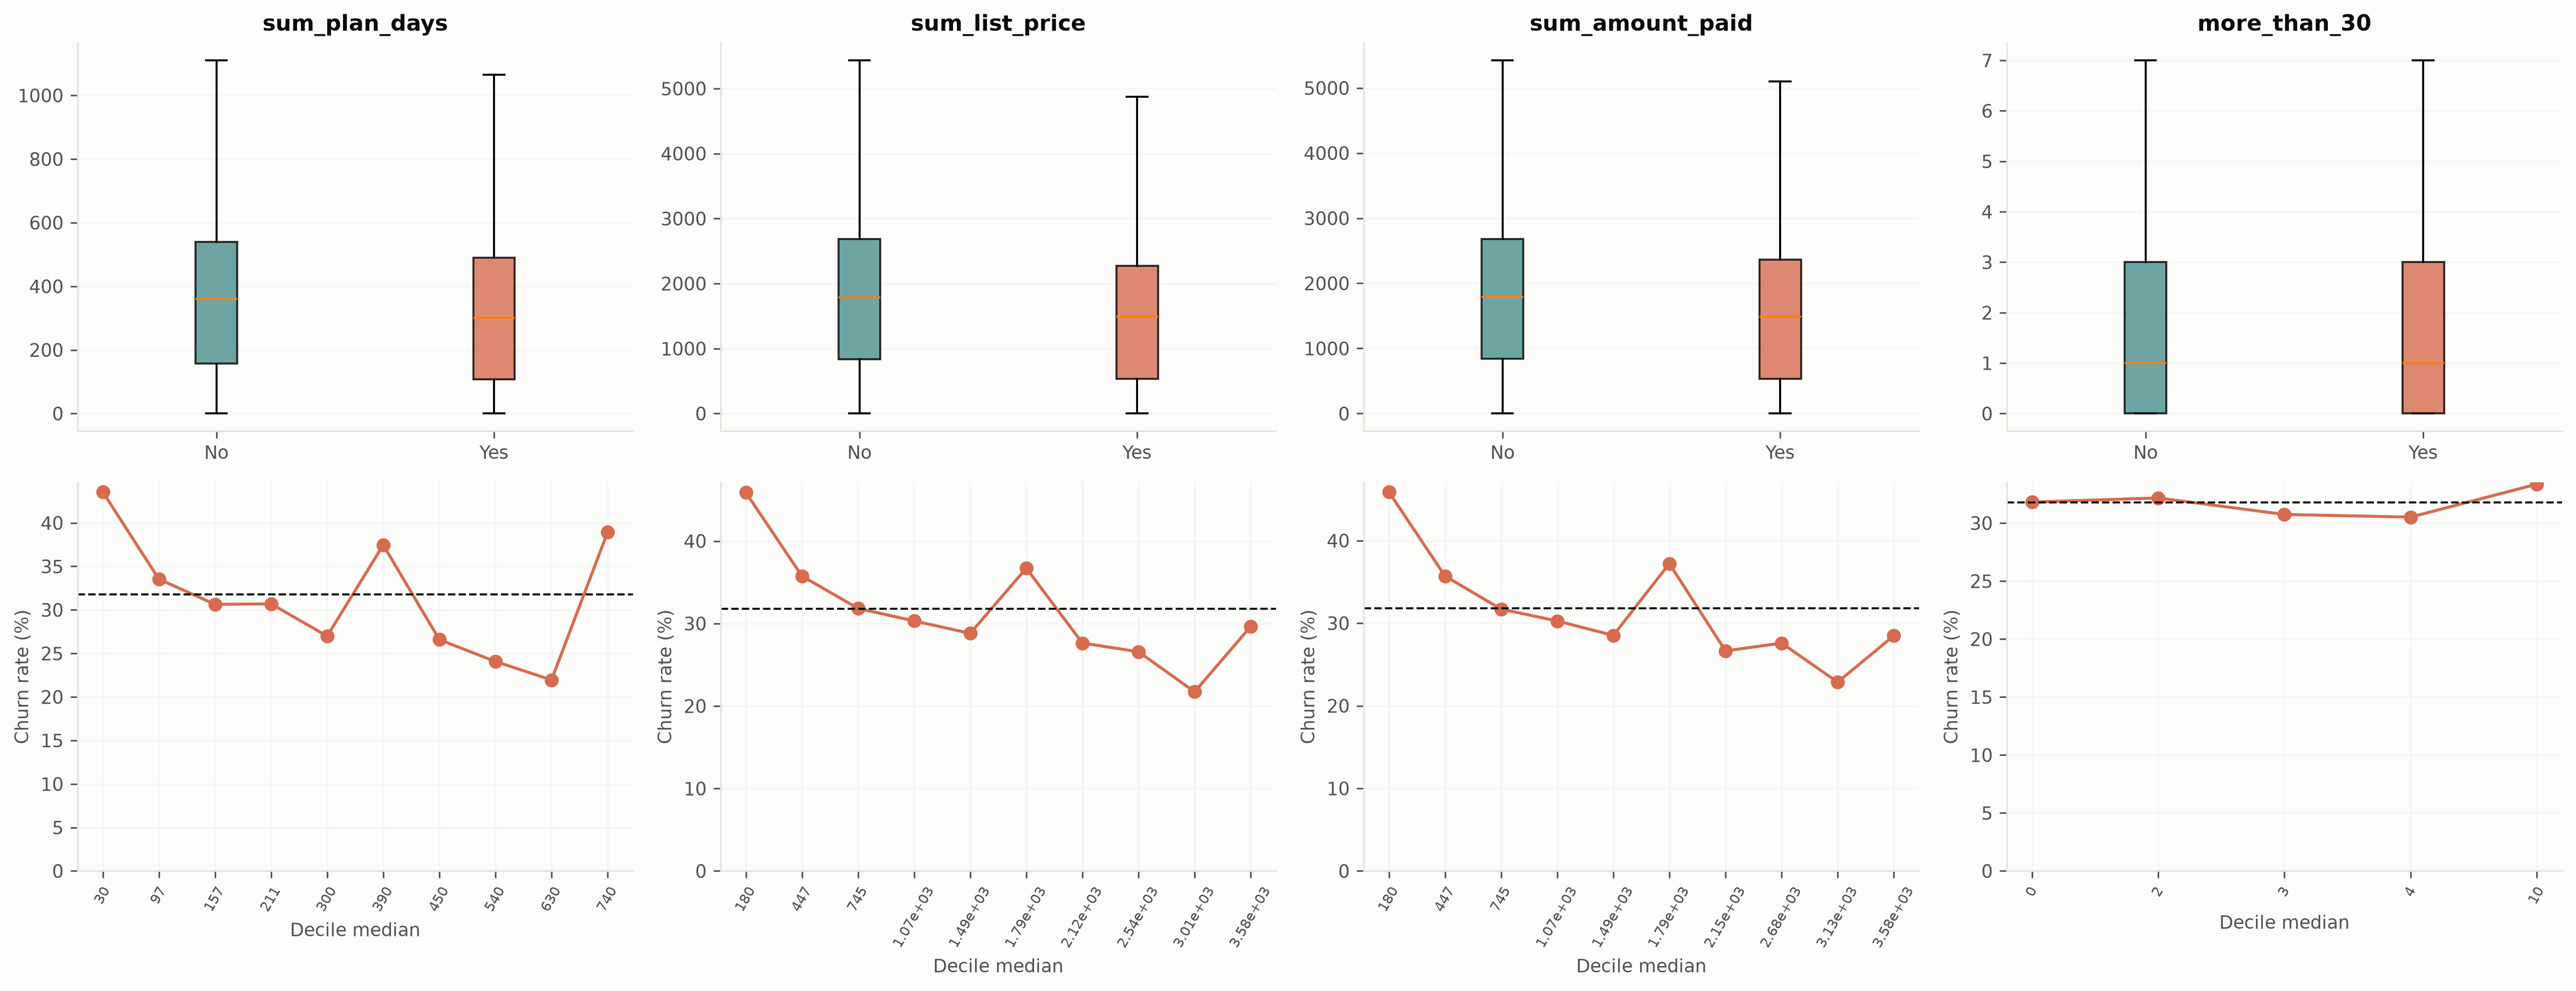 sum_plan_days
sum_list_price
sum_amount_paid
more_than_30
1000
800
600
400
200
0
No
Yes
5000
4000
3000
2000
1000
0
No
Yes
5000
4000
3000
2000
1000
0
No
Yes
7
6
5
4
3
2
1
0
No
Yes
Churn rate (%)
40
35
30
25
20
15
10
5
0
30
97
157
211
300
390
450
540
630
740
Decile median
Churn rate (%)
40
30
20
10
0
180
447
745
1.07e+03
1.49e+03
1.79e+03
2.12e+03
2.54e+03
3.01e+03
3.58e+03
Decile median
Churn rate (%)
40
30
20
10
0
180
447
745
1.07e+03
1.49e+03
1.79e+03
2.15e+03
2.68e+03
3.13e+03
3.58e+03
Decile median
Churn rate (%)
30
25
20
15
10
5
0
0
2
3
4
10
Decile median